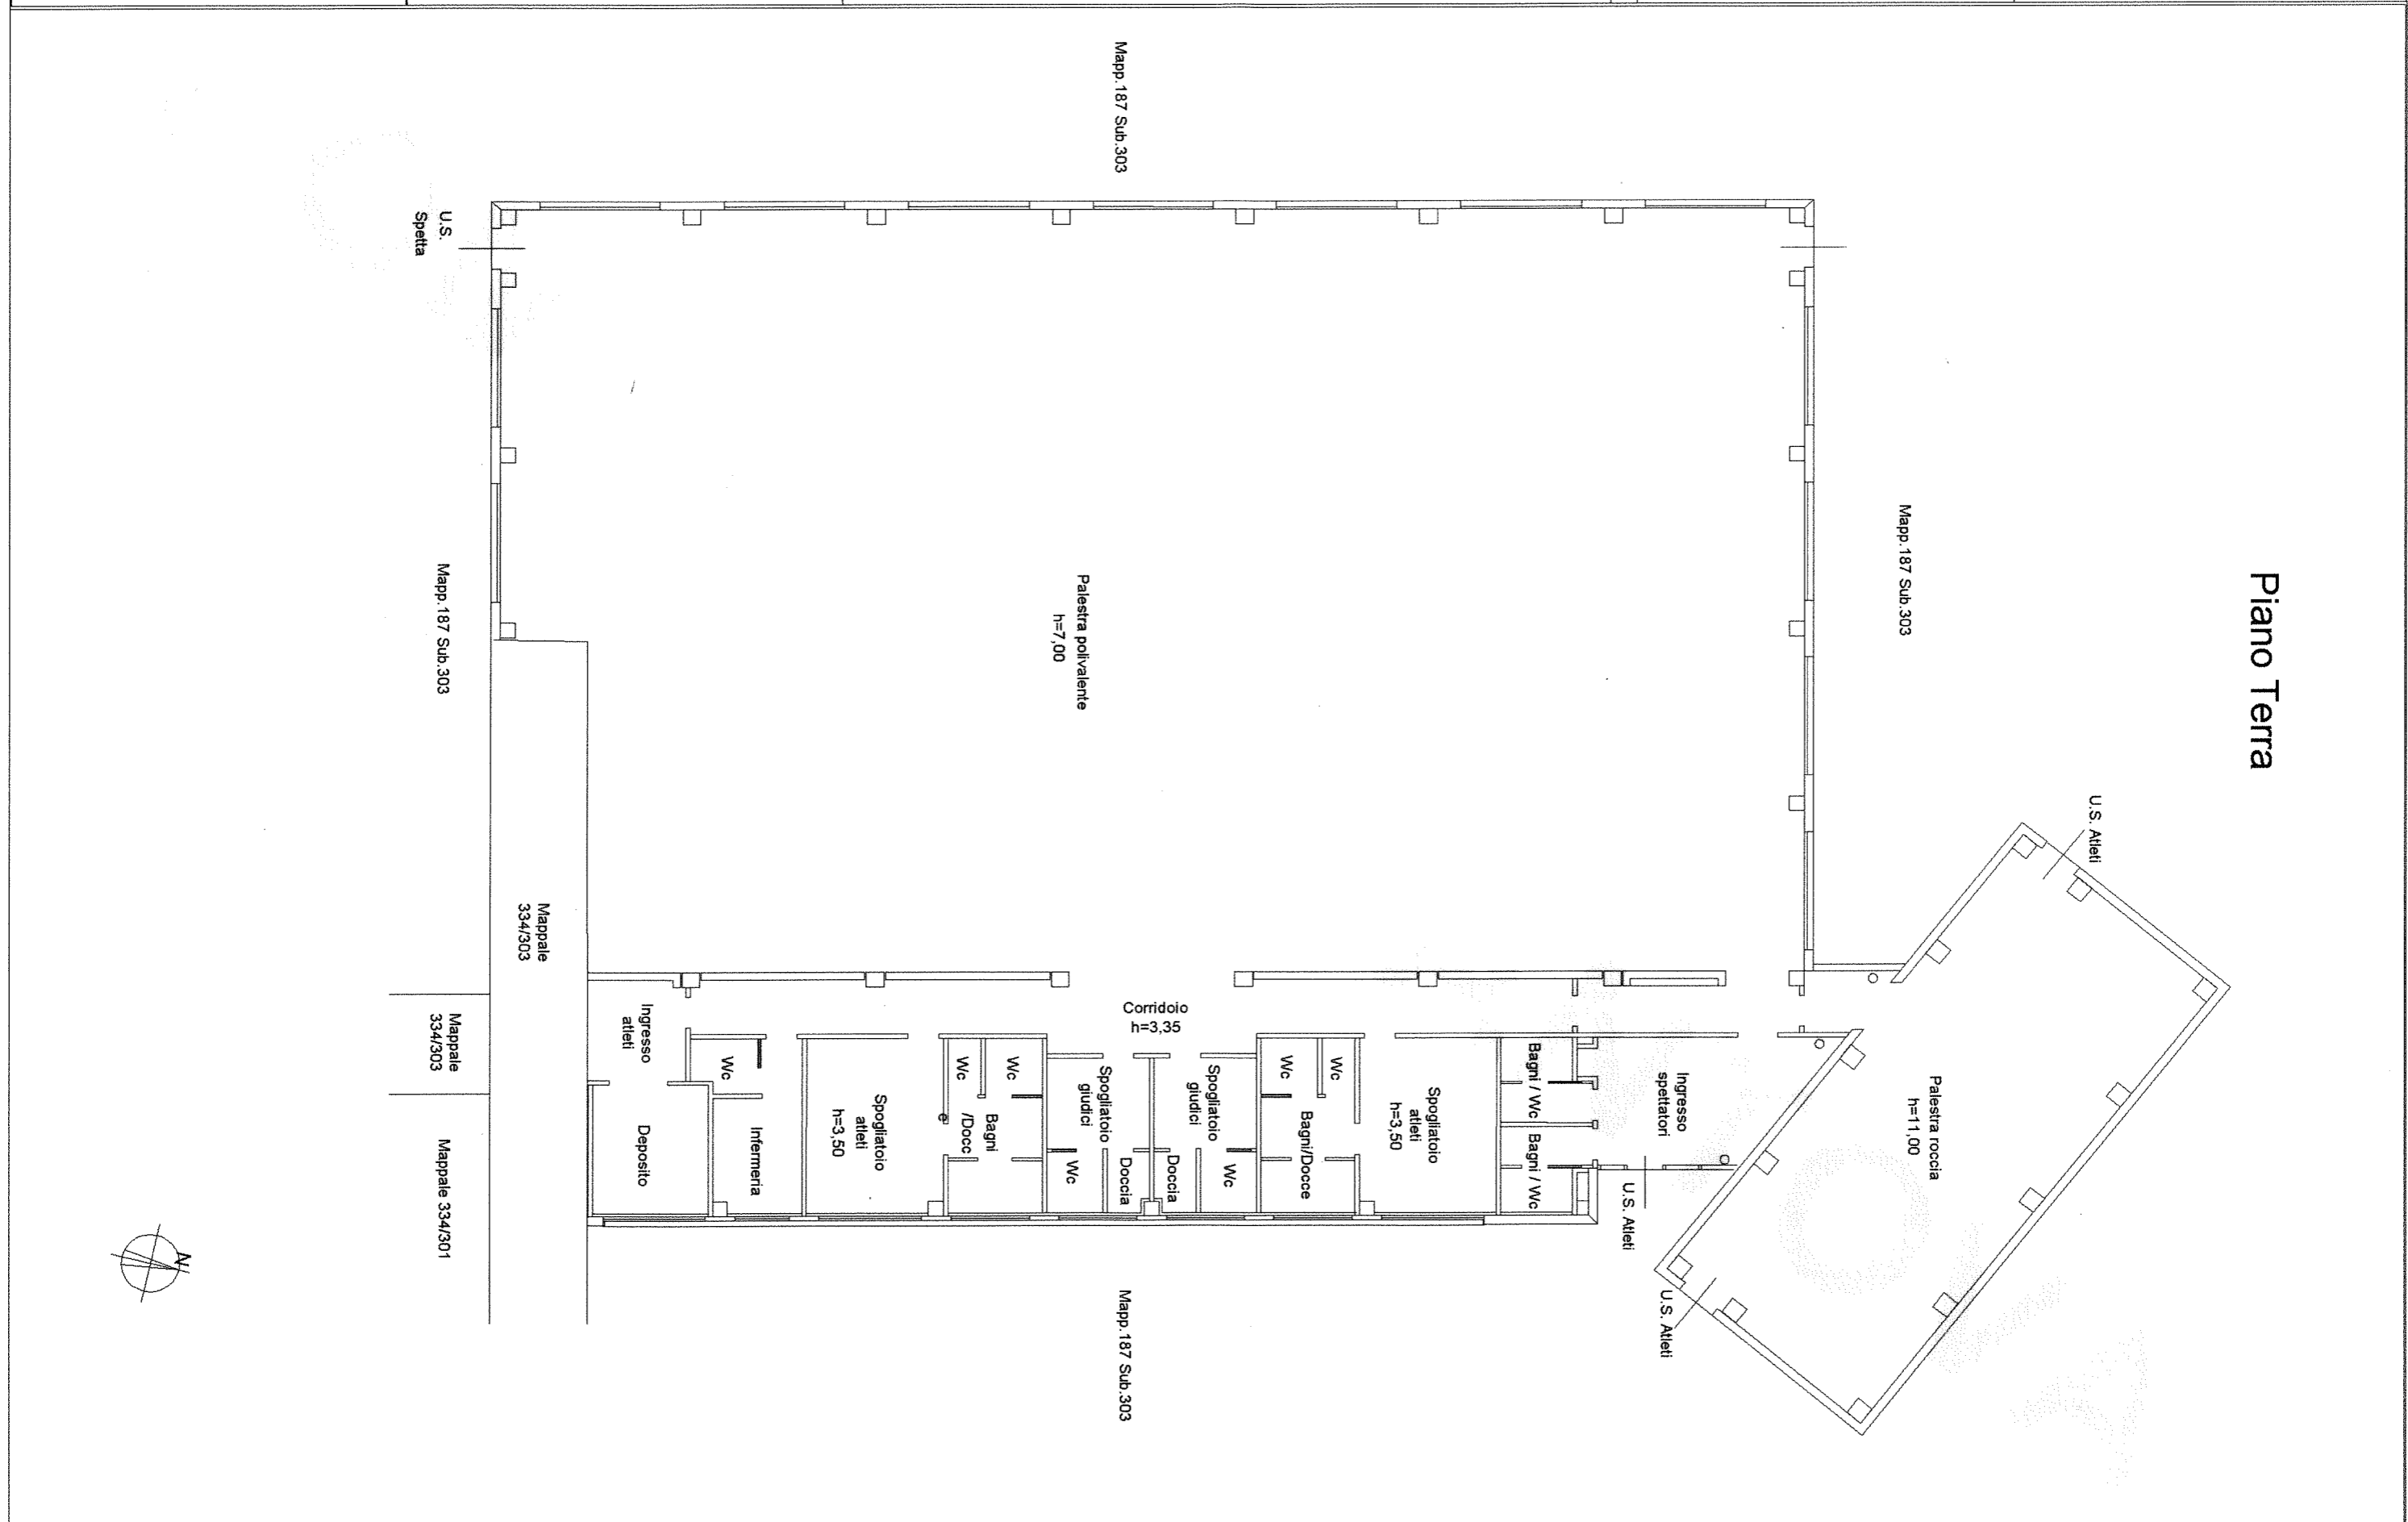 Piano Terra
Mapp.187 Sub.303
Mapp.187 Sub.303
U.S. Atleti
Palestra roccia
h=11,00
U.S. Atleti
U.S. Atleti
Ingresso
spettatori
Bagni / Wc
Bagni / Wc
Spogliatoio
atleti
h=3,50
Wc
Wc
Bagni/Docce
Spogliatoio
giudici
Wc
Doccia
Corridoio
h=3,35
Spogliatoio
giudici
Doccia
Wc
Wc
Wc
Bagni
/Docc
e
Spogliatoio
atleti
h=3,50
Wc
Infermeria
Ingresso
atleti
Deposito
Palestra polivalente
h=7,00
Mapp.187 Sub.303
U.S.
Spetta
Mapp.187 Sub.303
Mappale
334/303
Mappale
334/303
Mappale 334/301
N